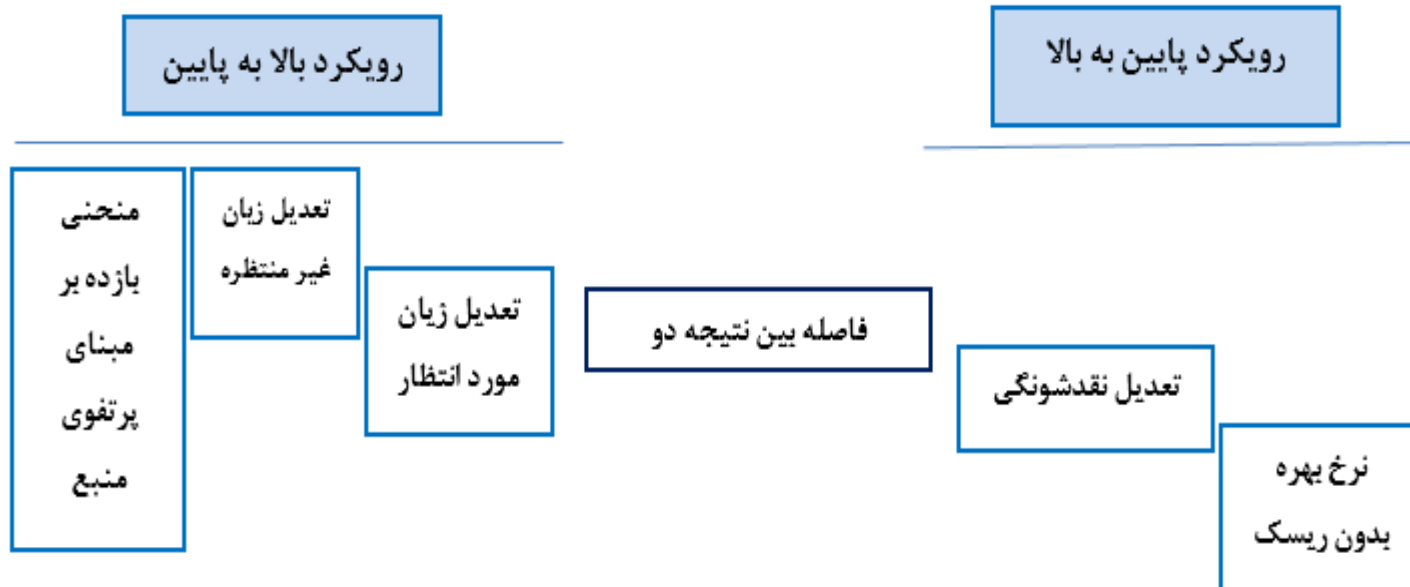 رویکرد پایین به بالا
رویکرد بالا به پایین
نرخ بهره
بدون ریسک
تعدیل نقدشونگی
فاصله بین نتیجه دو
تعدیل زیان
مورد انتظار
تعدیل زیان
غیر منتظره
منحنی
بازده بر
مبنای
پرتفوی
منبع